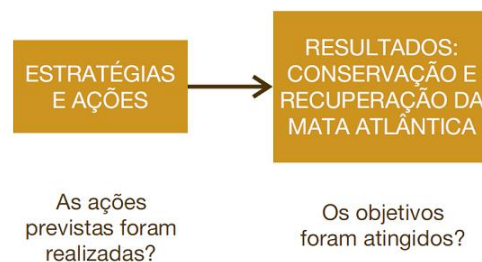 ESTRATÉGIAS
E AÇÕES
RESULTADOS:
CONSERVAÇÃO E
RECUPERAÇÃO DA
MATA ATLÂNTICA
As ações
previstas foram
realizadas?
Os objetivos
foram atingidos?